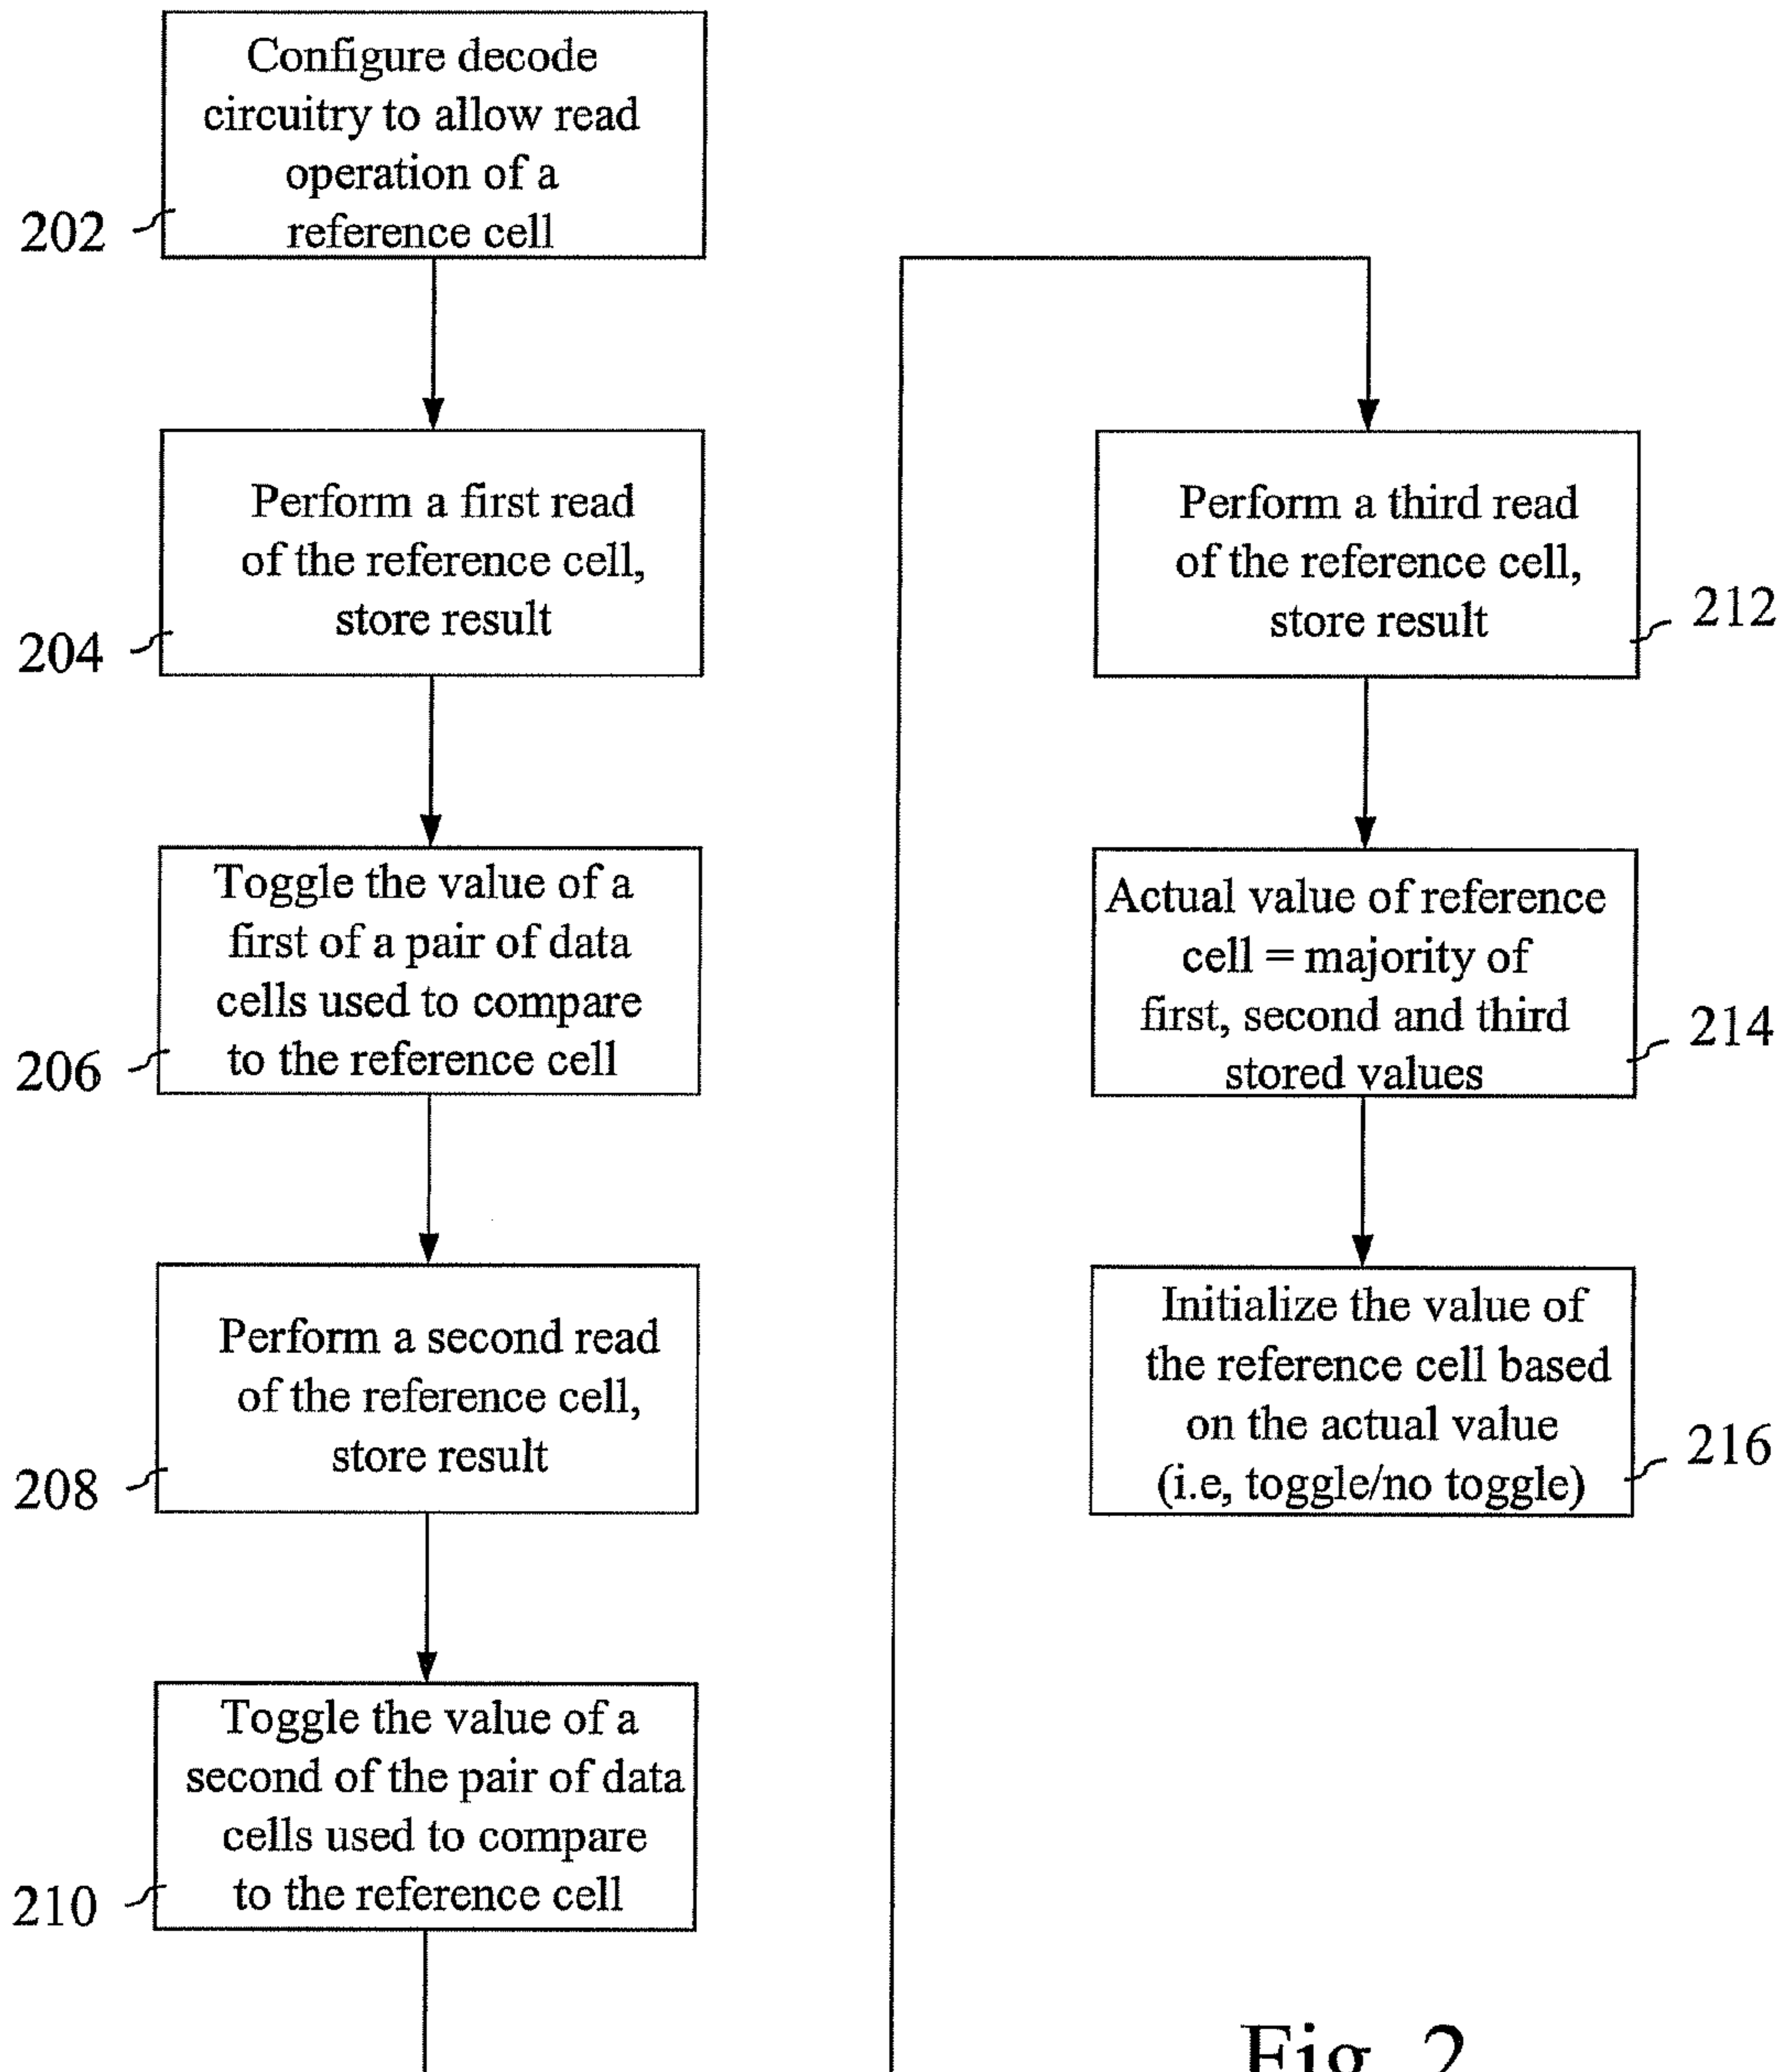 Configure decode
circuitry to allow read
operation of a
reference cell
202
Perform a first read
of the reference cell,
store result
204
Toggle the value of a
first of a pair of data
cells used to compare
to the reference cell
206
Perform a second read
of the reference cell,
store result
208
Toggle the value of a
second of the pair of data
cells used to compare
to the reference cell
210
Perform a third read
of the reference cell,
store result
212
Actual value of reference
cell = majority of
first, second and third
stored values
214
Initialize the value of
the reference cell based
on the actual value
(i.e, toggle/no toggle)
216
Fig. 2